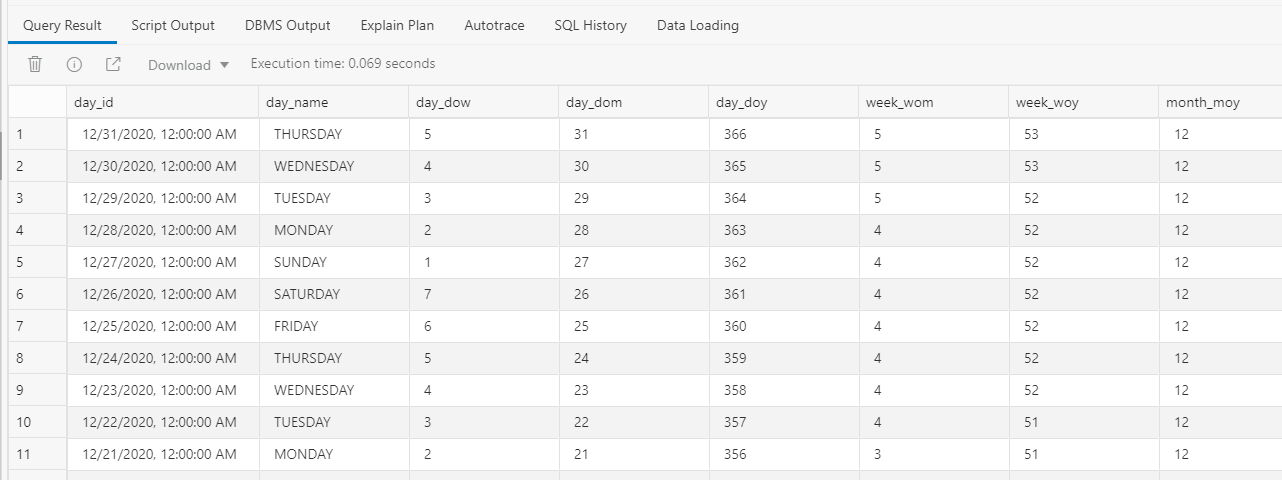 Query Result Script Output DBMS Output Explain Plan Autotrace SQL History Data Loading
Download Execution time: 0.069 seconds
day_id day_name day_dow day_dom day_doy week_wom week_woy month_moy
1 12/31/2020, 12:00:00 AM THURSDAY 5 31 366 5 53 12
2 12/30/2020, 12:00:00 AM WEDNESDAY 4 30 365 5 53 12
3 12/29/2020, 12:00:00 AM TUESDAY 3 29 364 5 52 12
4 12/28/2020, 12:00:00 AM MONDAY 2 28 363 4 52 12
5 12/27/2020, 12:00:00 AM SUNDAY 1 27 362 4 52 12
6 12/26/2020, 12:00:00 AM SATURDAY 7 26 361 4 52 12
7 12/25/2020, 12:00:00 AM FRIDAY 6 25 360 4 52 12
8 12/24/2020, 12:00:00 AM THURSDAY 5 24 359 4 52 12
9 12/23/2020, 12:00:00 AM WEDNESDAY 4 23 358 4 52 12
10 12/22/2020, 12:00:00 AM TUESDAY 3 22 357 4 51 12
11 12/21/2020, 12:00:00 AM MONDAY 2 21 356 3 51 12